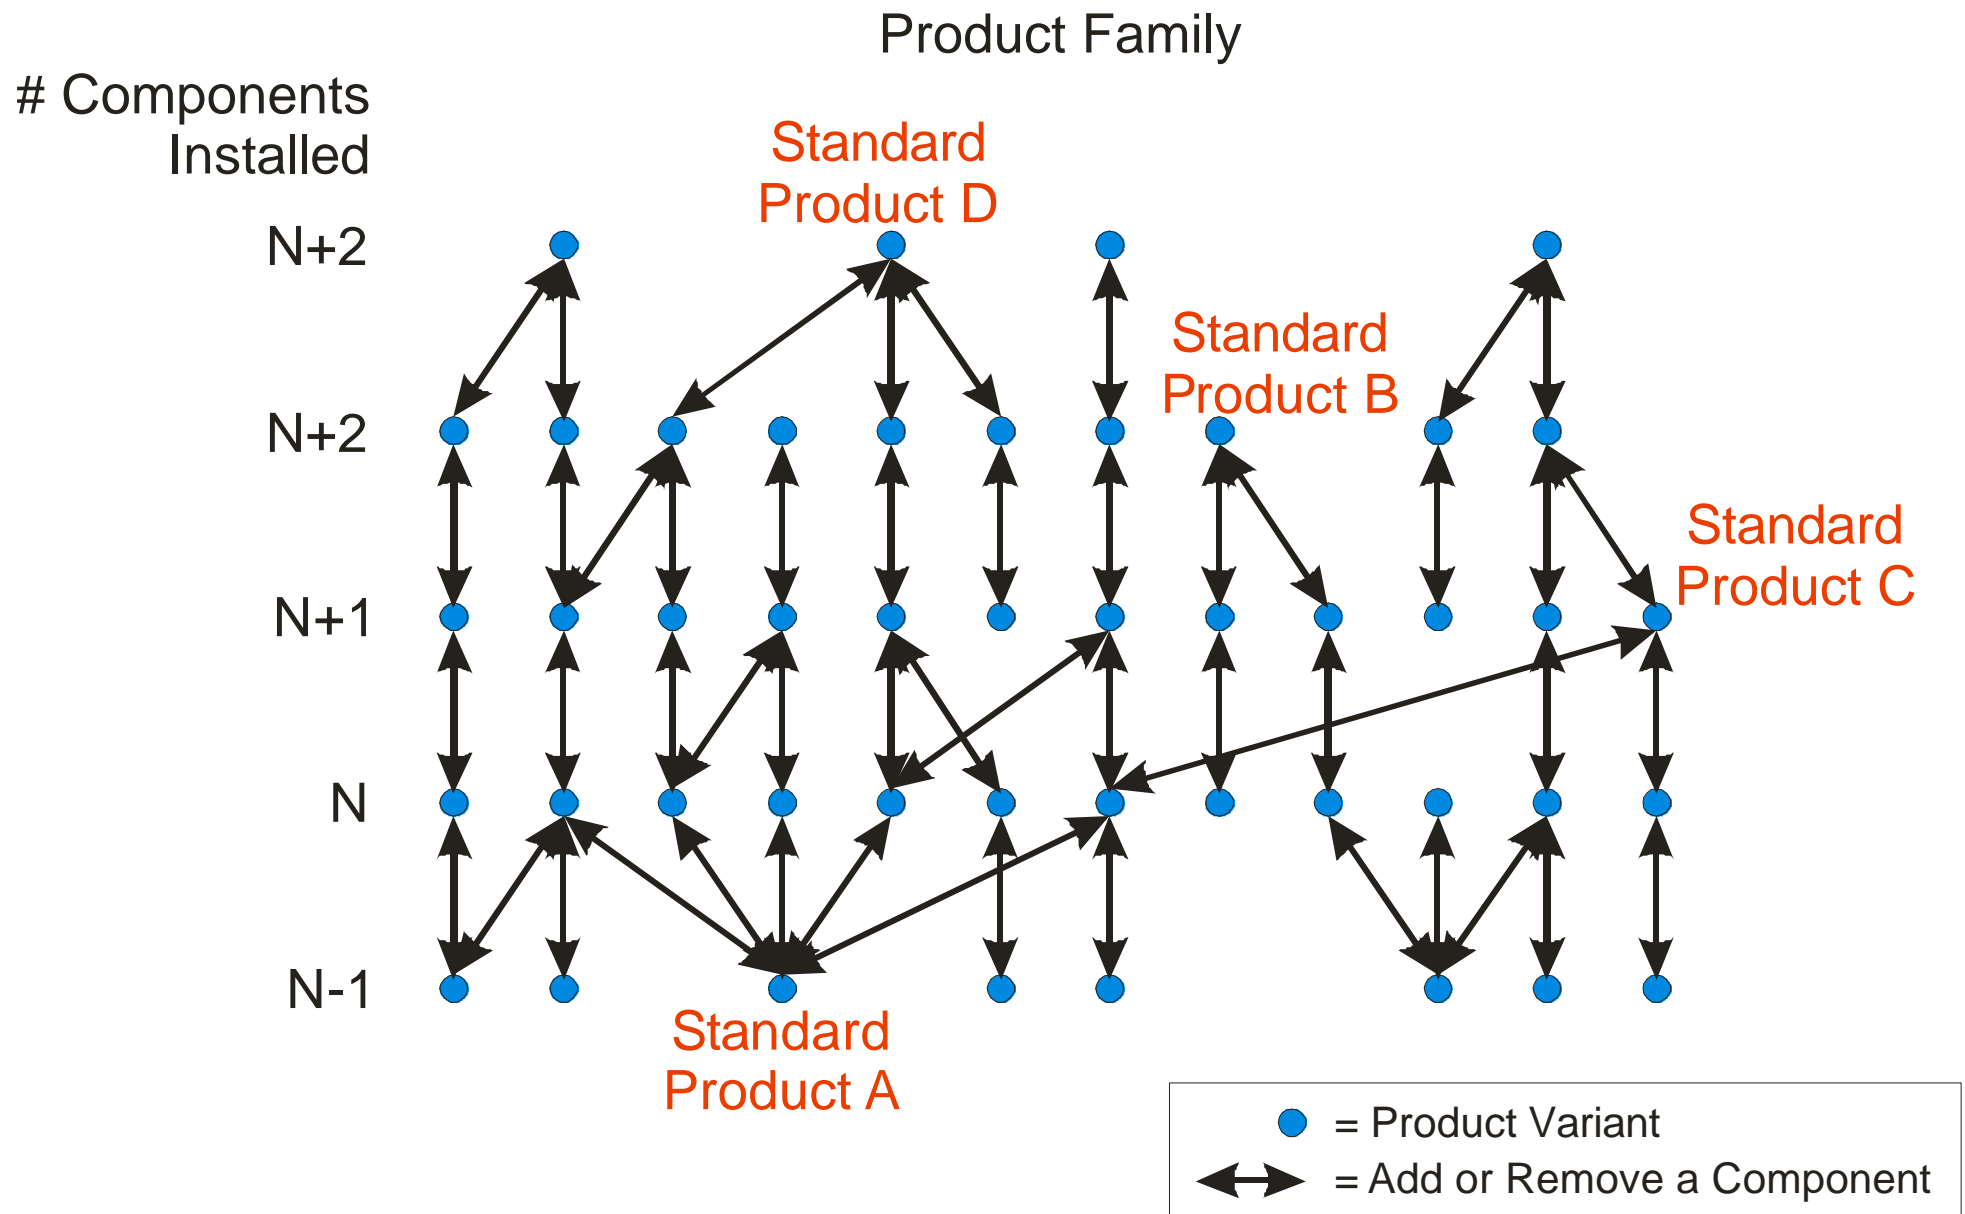 Product Family
# Components
Installed
Standard
Product D
N+2
Standard
Product B
N+2
Standard
Product C
N+1
N
N-1
Standard
Product A
= Product Variant
= Add or Remove a Component